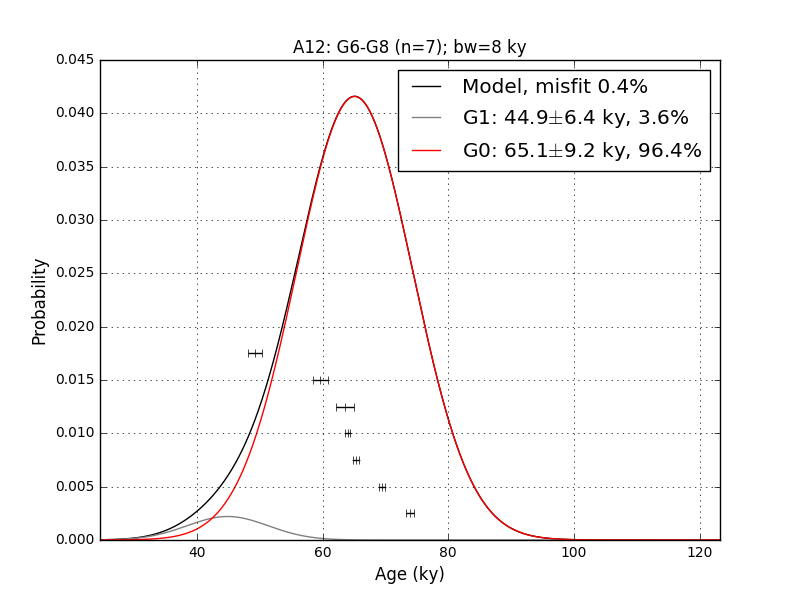 A12: G6-G8 (n=7); bw=8 ky
Model, misfit 0.4%
G1: 44.9±6.4 ky, 3.6%
G0: 65.1±9.2 ky, 96.4%
0.045
0.040
0.035
0.030
0.025
0.020
0.015
0.010
0.005
0.000
Probability
40 60 80 100 120
Age (ky)